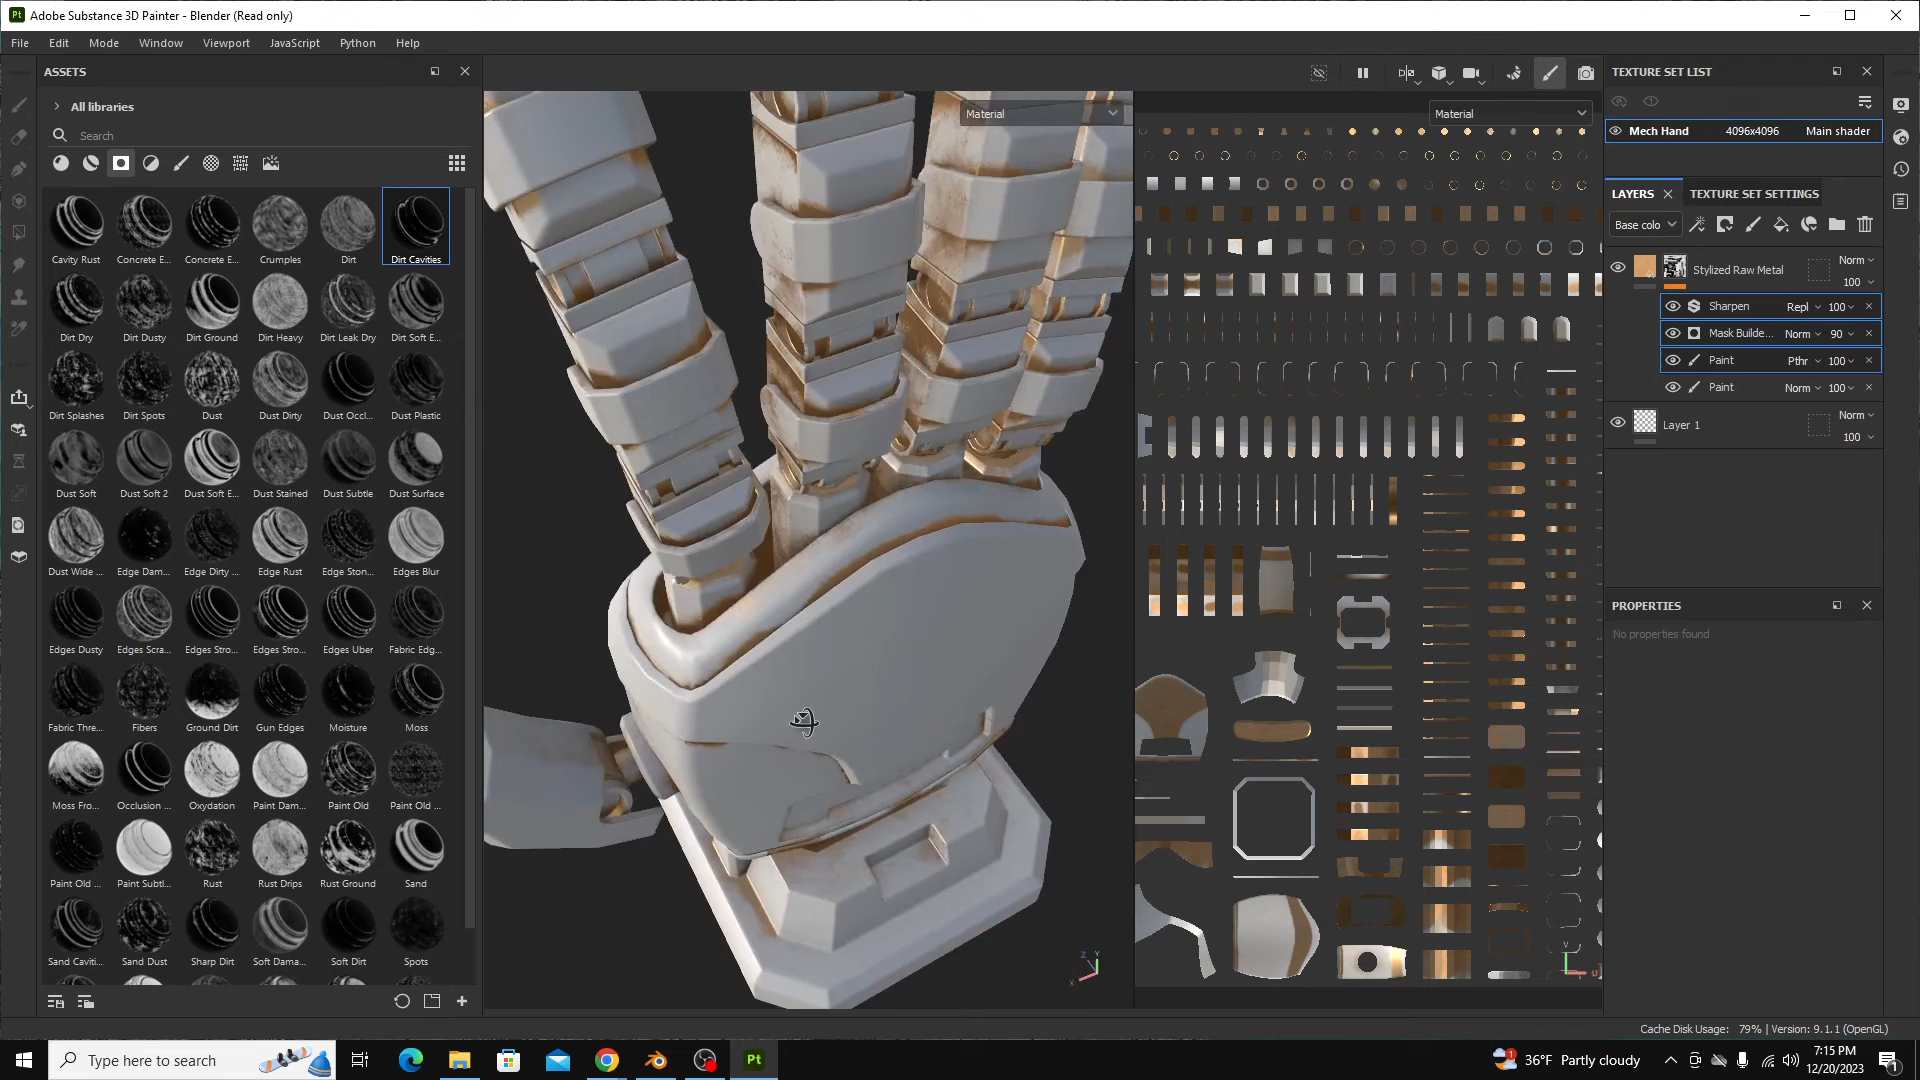 Pt Adobe Substance 3D Painter - Blender (Read only)
File Edit Mode Window Viewport JavaScript Python Help
ASSETS
All libraries
Search
Cavity Rust Concrete E... Concrete E... Crumples Dirt Dirt Cavities
Dirt Dry Dirt Dusty Dirt Ground Dirt Heavy Dirt Leak Dry Dirt Soft E...
Dirt Splashes Dirt Spots Dust Dust Dirty Dust Occl... Dust Plastic
Dust Soft Dust Soft 2 Dust Soft E... Dust Stained Dust Subtle Dust Surface
Dust Wide ... Edge Dam... Edge Dirty ... Edge Rust Edge Ston... Edges Blur
Edges Dusty Edges Scra... Edges Stro... Edges Stro... Edges Uber Fabric Edg...
Fabric Thre... Fibers Ground Dirt Gun Edges Moisture Moss
Moss Fro... Occlusion ... Oxydation Paint Dam... Paint Old Paint Old ...
Paint Old ... Paint Subtl... Rust Rust Drips Rust Ground Sand
Sand Caviti... Sand Dust Sharp Dirt Soft Dama... Soft Dirt Spots
Material
Z Y
X
Material
V
U
TEXTURE SET LIST
Mech Hand 4096x4096 Main shader
LAYERS TEXTURE SET SETTINGS
Base colo
Stylized Raw Metal Norm
100
Sharpen Repl 100
Mask Builde... Norm 90
Paint Pthr 100
Paint Norm 100
Layer 1 Norm
100
PROPERTIES
No properties found
Cache Disk Usage: 79% | Version: 9.1.1 (OpenGL)
Type here to search
Pt
1
36°F Partly cloudy
7:15 PM
12/20/2023
1